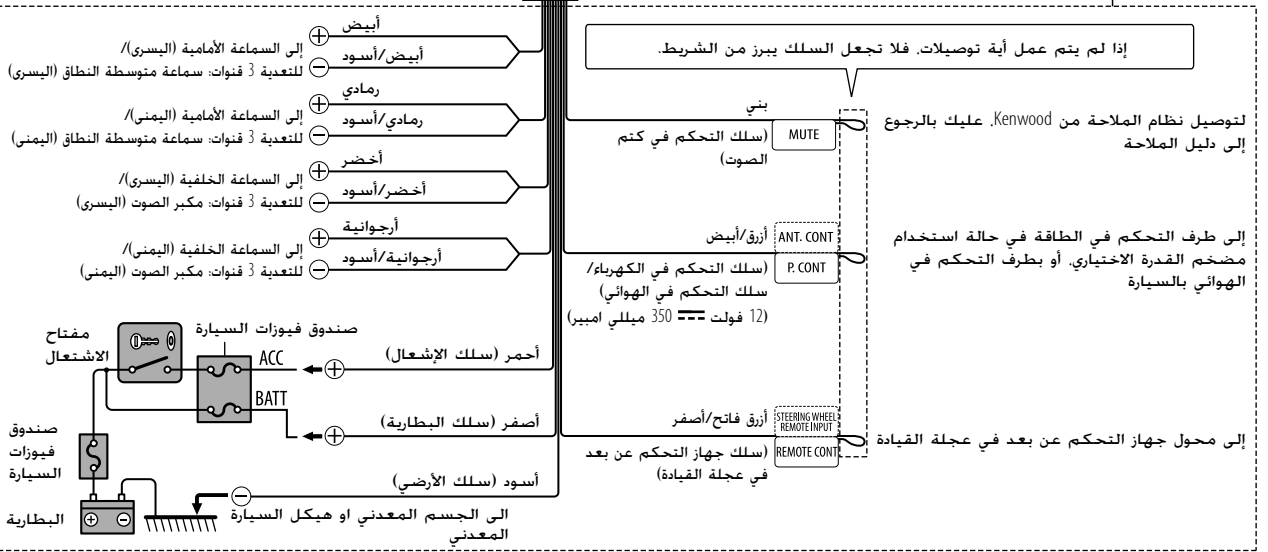 إذا لم يتم عمل أية توصيلات، فلا تجعل السلك يبرز من الشريط.
أبيض
أبيض/أسود
إلى السماعة الأمامية (اليسرى)/
للتعدية 3 قنوات: سماعة متوسطة النطاق (اليسرى)
رمادي
رمادي/أسود
إلى السماعة الأمامية (اليمنى)/
للتعدية 3 قنوات: سماعة متوسطة النطاق (اليمنى)
أخضر
أخضر/أسود
إلى السماعة الخلفية (اليسرى)/
للتعدية 3 قنوات: مكبر الصوت (اليسرى)
أرجوانية
أرجوانية/أسود
إلى السماعة الخلفية (اليمنى)/
للتعدية 3 قنوات: مكبر الصوت (اليمنى)
بني
MUTE
(سلك التحكم في كتم
الصوت)
لتوصيل نظام الملاحة من Kenwood، عليك بالرجوع
إلى دليل الملاحة
أزرق/أبيض
ANT. CONT
P. CONT
(سلك التحكم في الكهرباء/
سلك التحكم في الهوائي)
(12 فولت 350 ميللي امبير)
إلى طرف التحكم في الطاقة في حالة استخدام
مضخم القدرة الاختياري، أو بطرف التحكم في
الهوائي بالسيارة
أزرق فاتح/أصفر
STEERING WHEEL
REMOTE INPUT
REMOTE CONT
(سلك جهاز التحكم عن بعد
في عجلة القيادة)
إلى محول جهاز التحكم عن بعد في عجلة القيادة
صندوق فيوزات السيارة
مفتاح
الاشتعال
ACC
BATT
أحمر (سلك الإشعال)
أصفر (سلك البطارية)
أسود (سلك الأرضي)
الى الجسم المعدني او هيكل السيارة
المعدني
صندوق
فيوزات
السيارة
البطارية